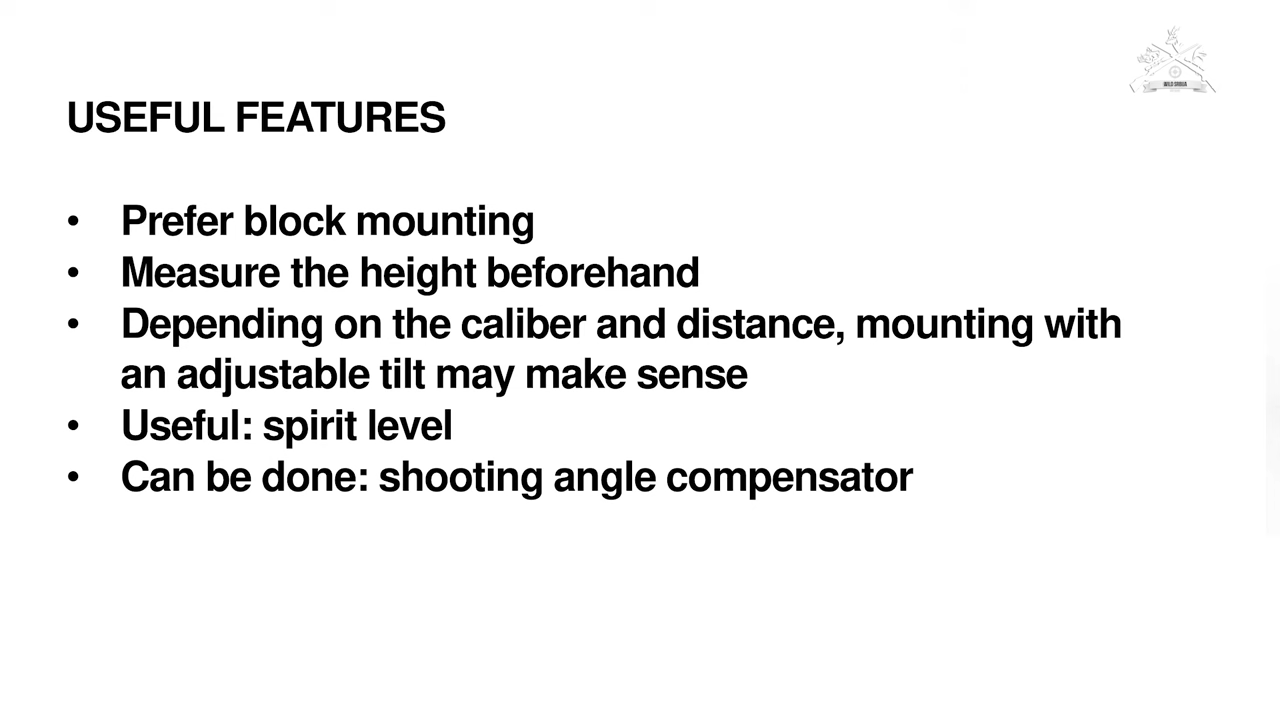 USEFUL FEATURES
• Prefer block mounting
• Measure the height beforehand
• Depending on the caliber and distance, mounting with
an adjustable tilt may make sense
• Useful: spirit level
• Can be done: shooting angle compensator